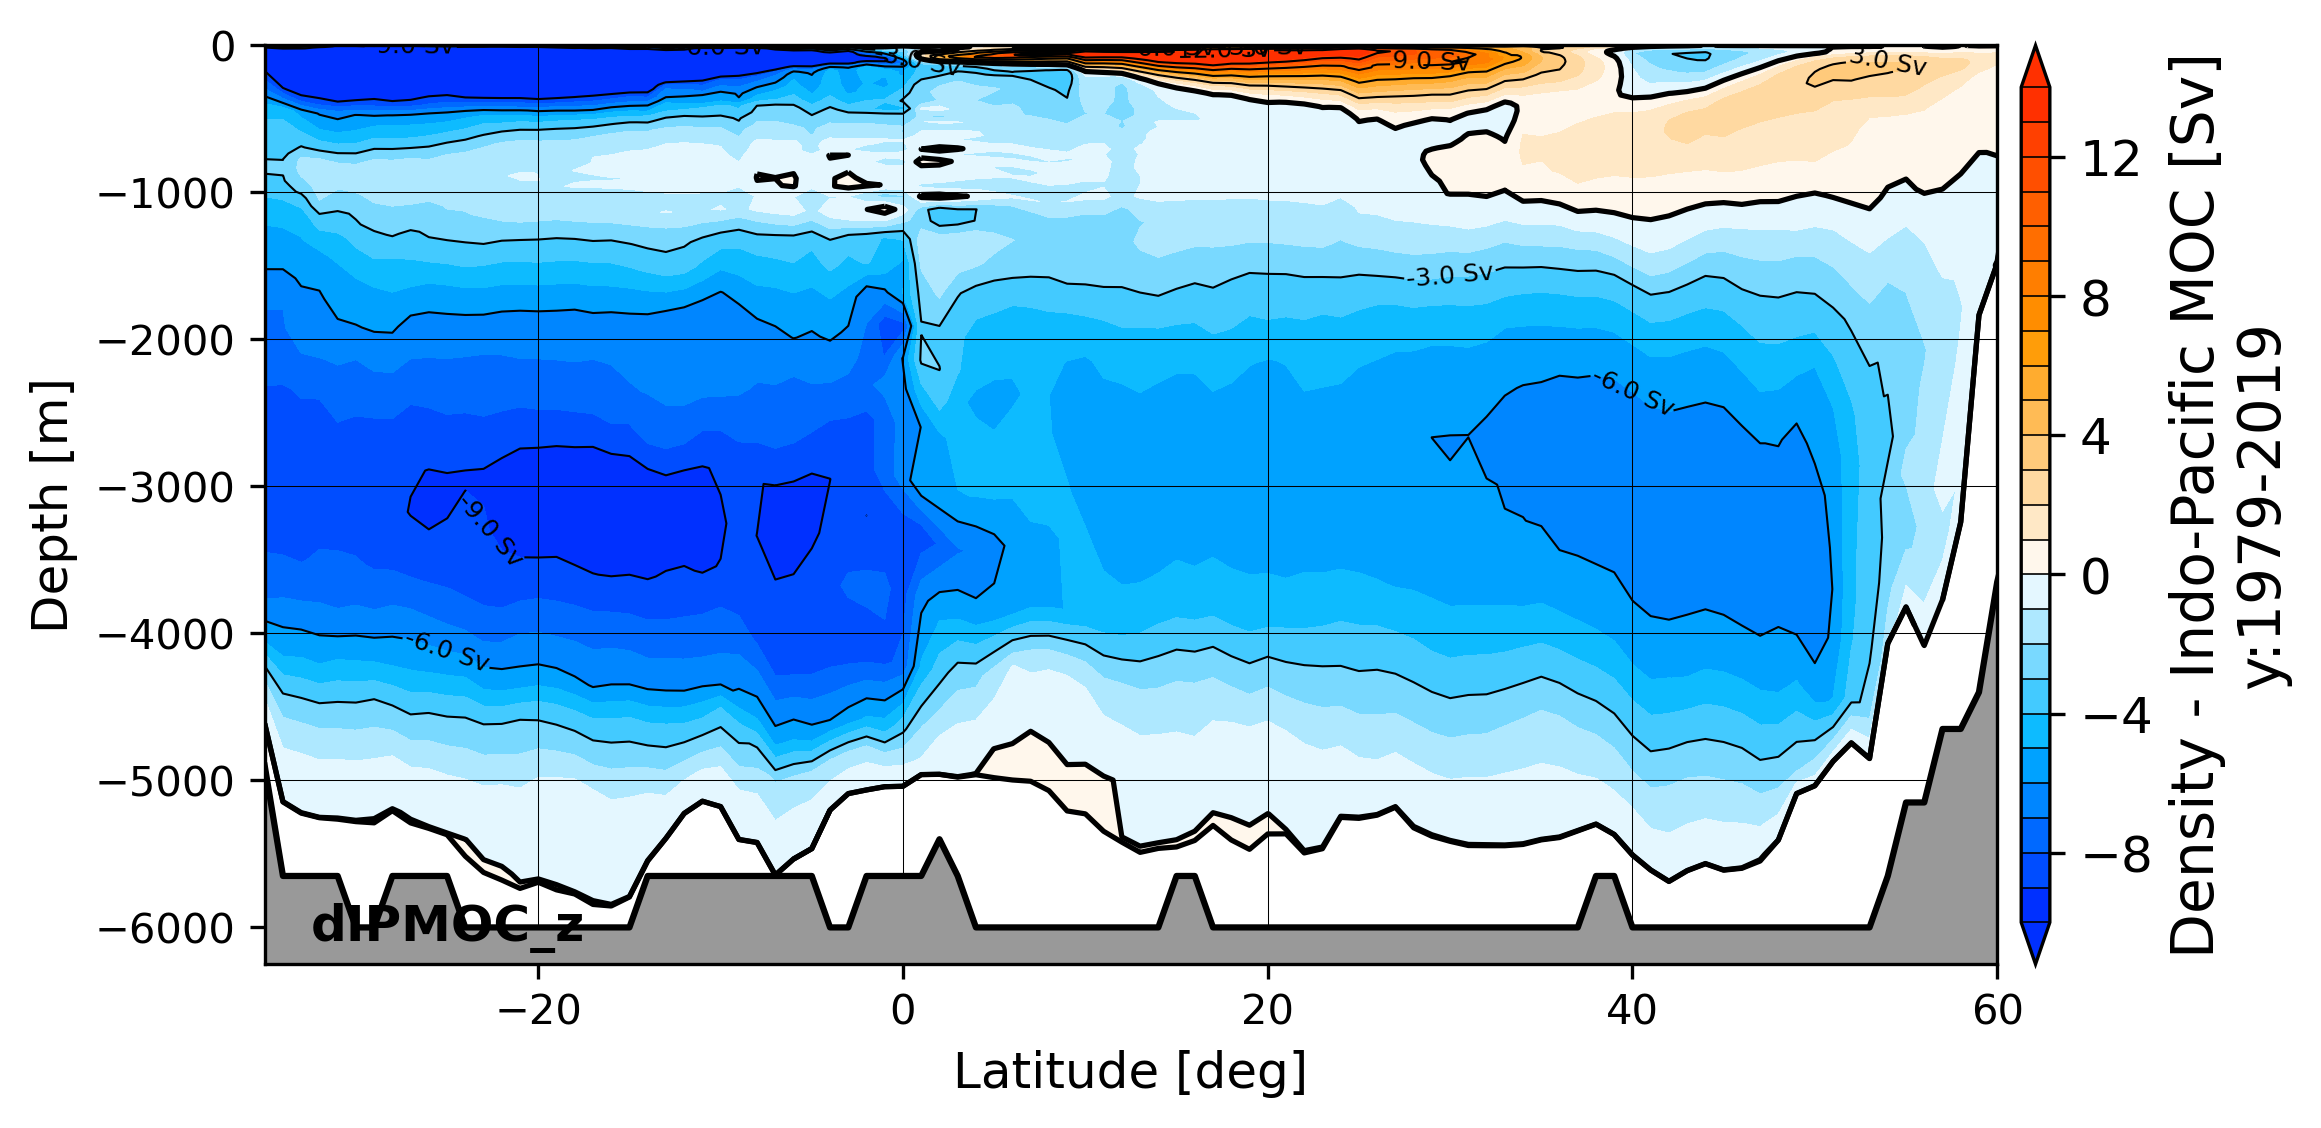 -9.0 Sv
-6.0 Sv
-3.0 Sv
9.0 Sv
3.0 Sv
-3.0 Sv
-6.0 Sv
-9.0 Sv
-6.0 Sv
0
−1000
−2000
−3000
−4000
−5000
−6000
Depth [m]
dIPMOC_z
−20
0
20
40
60
Latitude [deg]
12
8
4
0
−4
−8
Density - Indo-Pacific MOC [Sv]
y:1979-2019